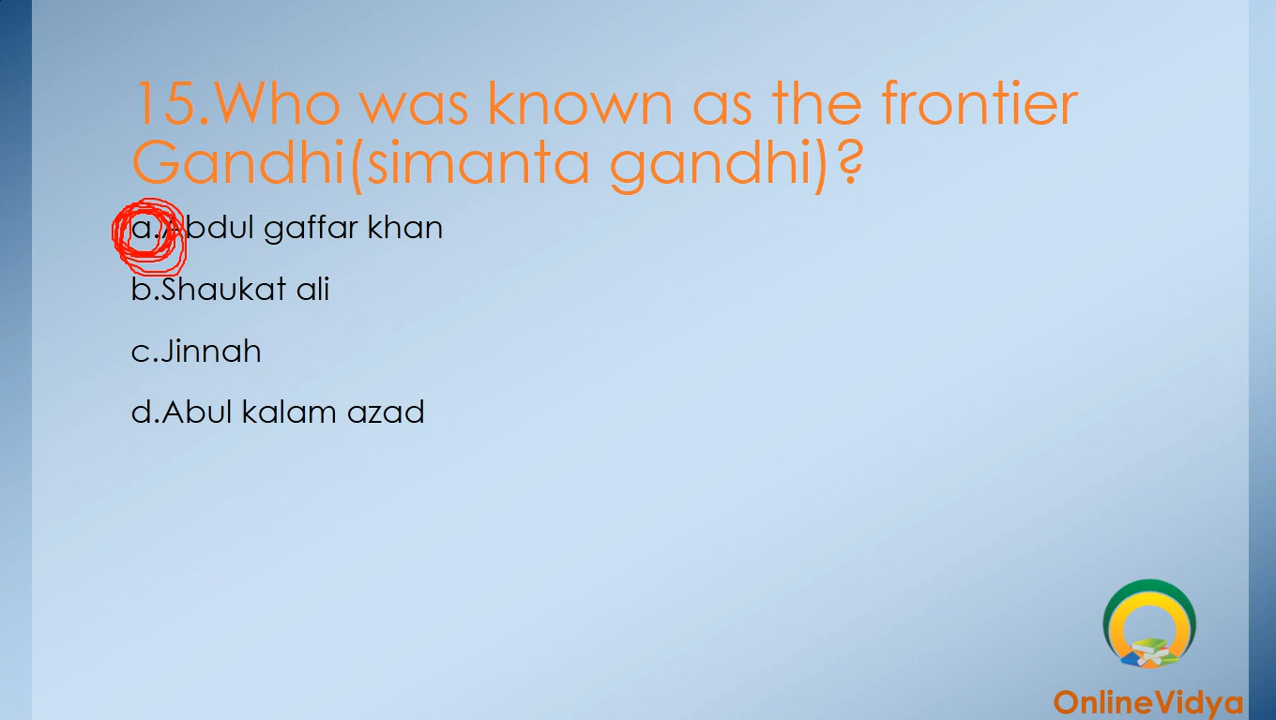 15.Who was known as the frontier
Gandhi(simanta gandhi)?
a.Abdul gaffar khan
b.Shaukat ali
c.Jinnah
d.Abul kalam azad
OnlineVidya